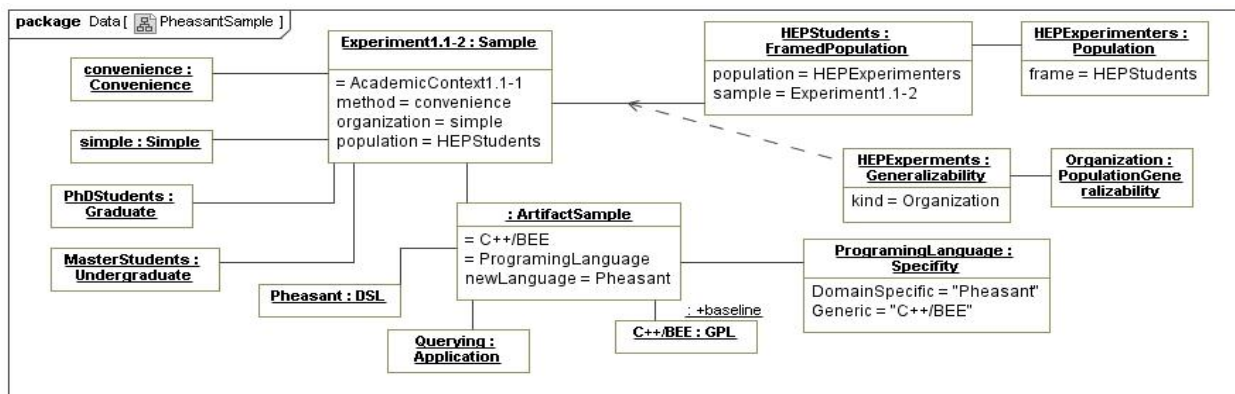 package Data[ PheasantSample ]
Experiment1.1-2 : Sample
= AcademicContext1.1-1
method = convenience
organization = simple
population = HEPStudents
convenience :
Convenience
simple : Simple
PhDStudents :
Graduate
MasterStudents :
Undergraduate
HEPStudents :
FramedPopulation
population = HEPExperimenters
sample = Experiment1.1-2
HEPExperimenters :
Population
frame = HEPStudents
HEPExperments :
Generalizability
kind = Organization
Organization :
PopulationGene
ralizability
: ArtifactSample
= C++/BEE
= ProgramingLanguage
newLanguage = Pheasant
Pheasant : DSL
Querying :
Application
: +baseline
C++/BEE : GPL
ProgramingLanguage :
Specifity
DomainSpecific = "Pheasant"
Generic = "C++/BEE"